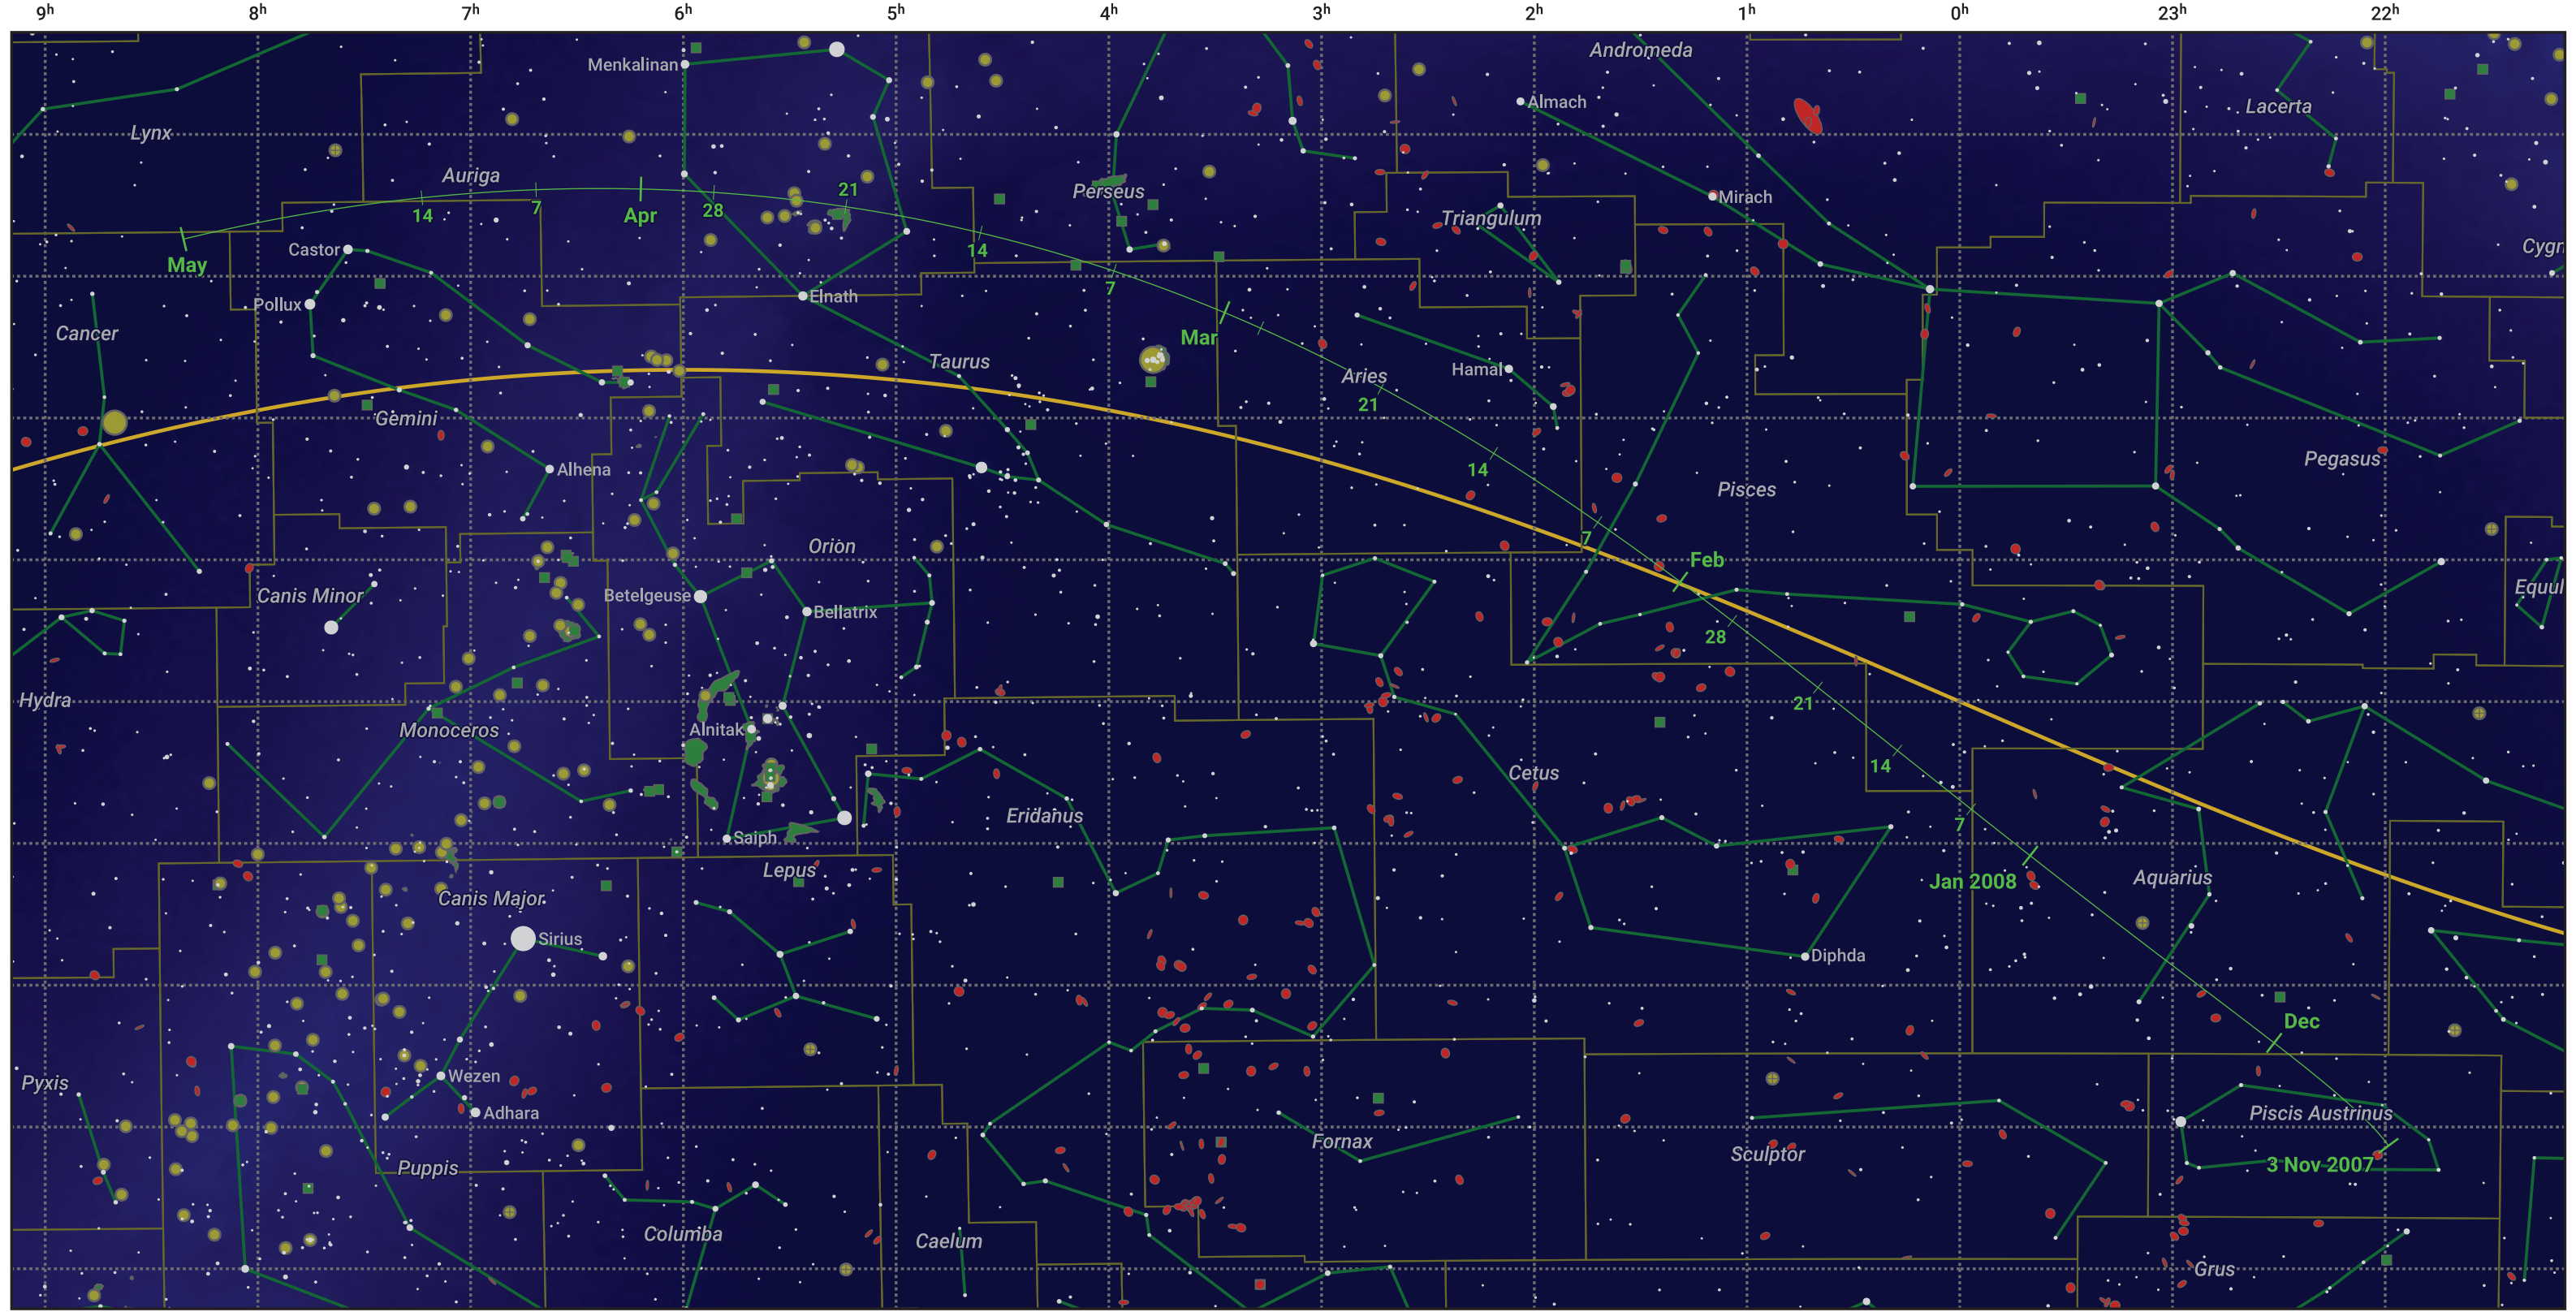 9h 8h 7h 6h 5h 4h 3h 2h 1h 0h 23h 22h
Andromeda
Menkalinan
Almach
Lacerta
Lynx
Auriga
Perseus
Mirach
21
14 7 Apr 28
Triangulum
Castor
14
Cygn
May
7
Pollux
Elnath
Cancer
Mar
Taurus
Hamal
Aries
21
Gemini
Pegasus
Alhena
14
Pisces
7
Orion
Feb
Canis Minor
Betelgeuse
Bellatrix
Equul
28
Hydra
21
Monoceros
Alnitak
14
Cetus
Eridanus
7
Saiph
Lepus
Jan 2008
Aquarius
Canis Major
Sirius
Diphda
Dec
Pyxis
Wezen
Adhara
Piscis Austrinus
Fornax
Sculptor
Puppis
3 Nov 2007
Columba
Caelum
Grus